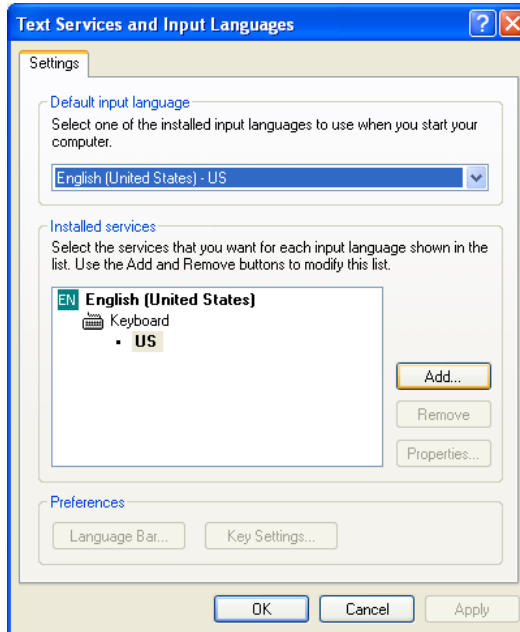 Text Services and Input Languages
Settings
Default input language
Select one of the installed input languages to use when you start your
computer.
English (United States) - US
Installed services
Select the services that you want for each input language shown in the
list. Use the Add and Remove buttons to modify this list.
EN English (United States)
Keyboard
• US
Add...
Remove
Properties...
Preferences
Language Bar... Key Settings...
OK Cancel Apply